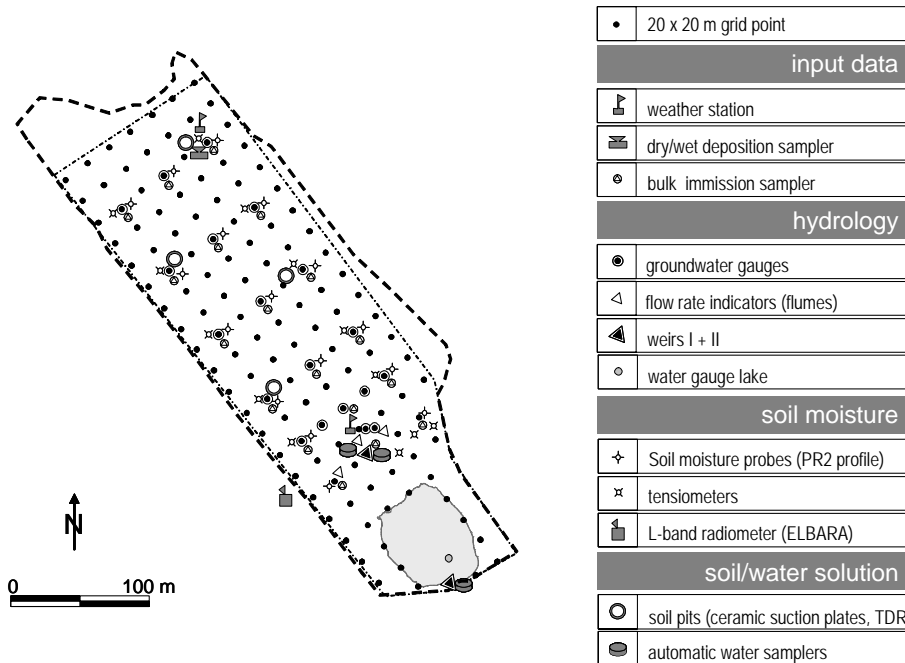 20 x 20 m grid point
input data
weather station
dry/wet deposition sampler
bulk immission sampler
hydrology
groundwater gauges
flow rate indicators (flumes)
weirs I + II
water gauge lake
soil moisture
Soil moisture probes (PR2 profile)
tensiometers
L-band radiometer (ELBARA)
soil/water solution
soil pits (ceramic suction plates, TDR
automatic water samplers
N
0 100 m